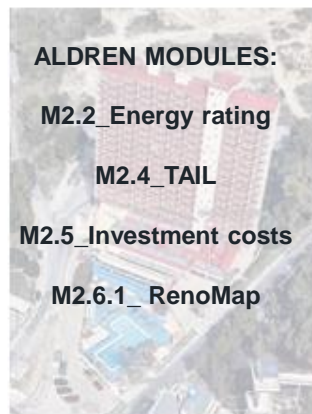 ALDREN MODULES:
M2.2_Energy rating
M2.4_TAIL
M2.5_Investment costs
M2.6.1_ RenoMap